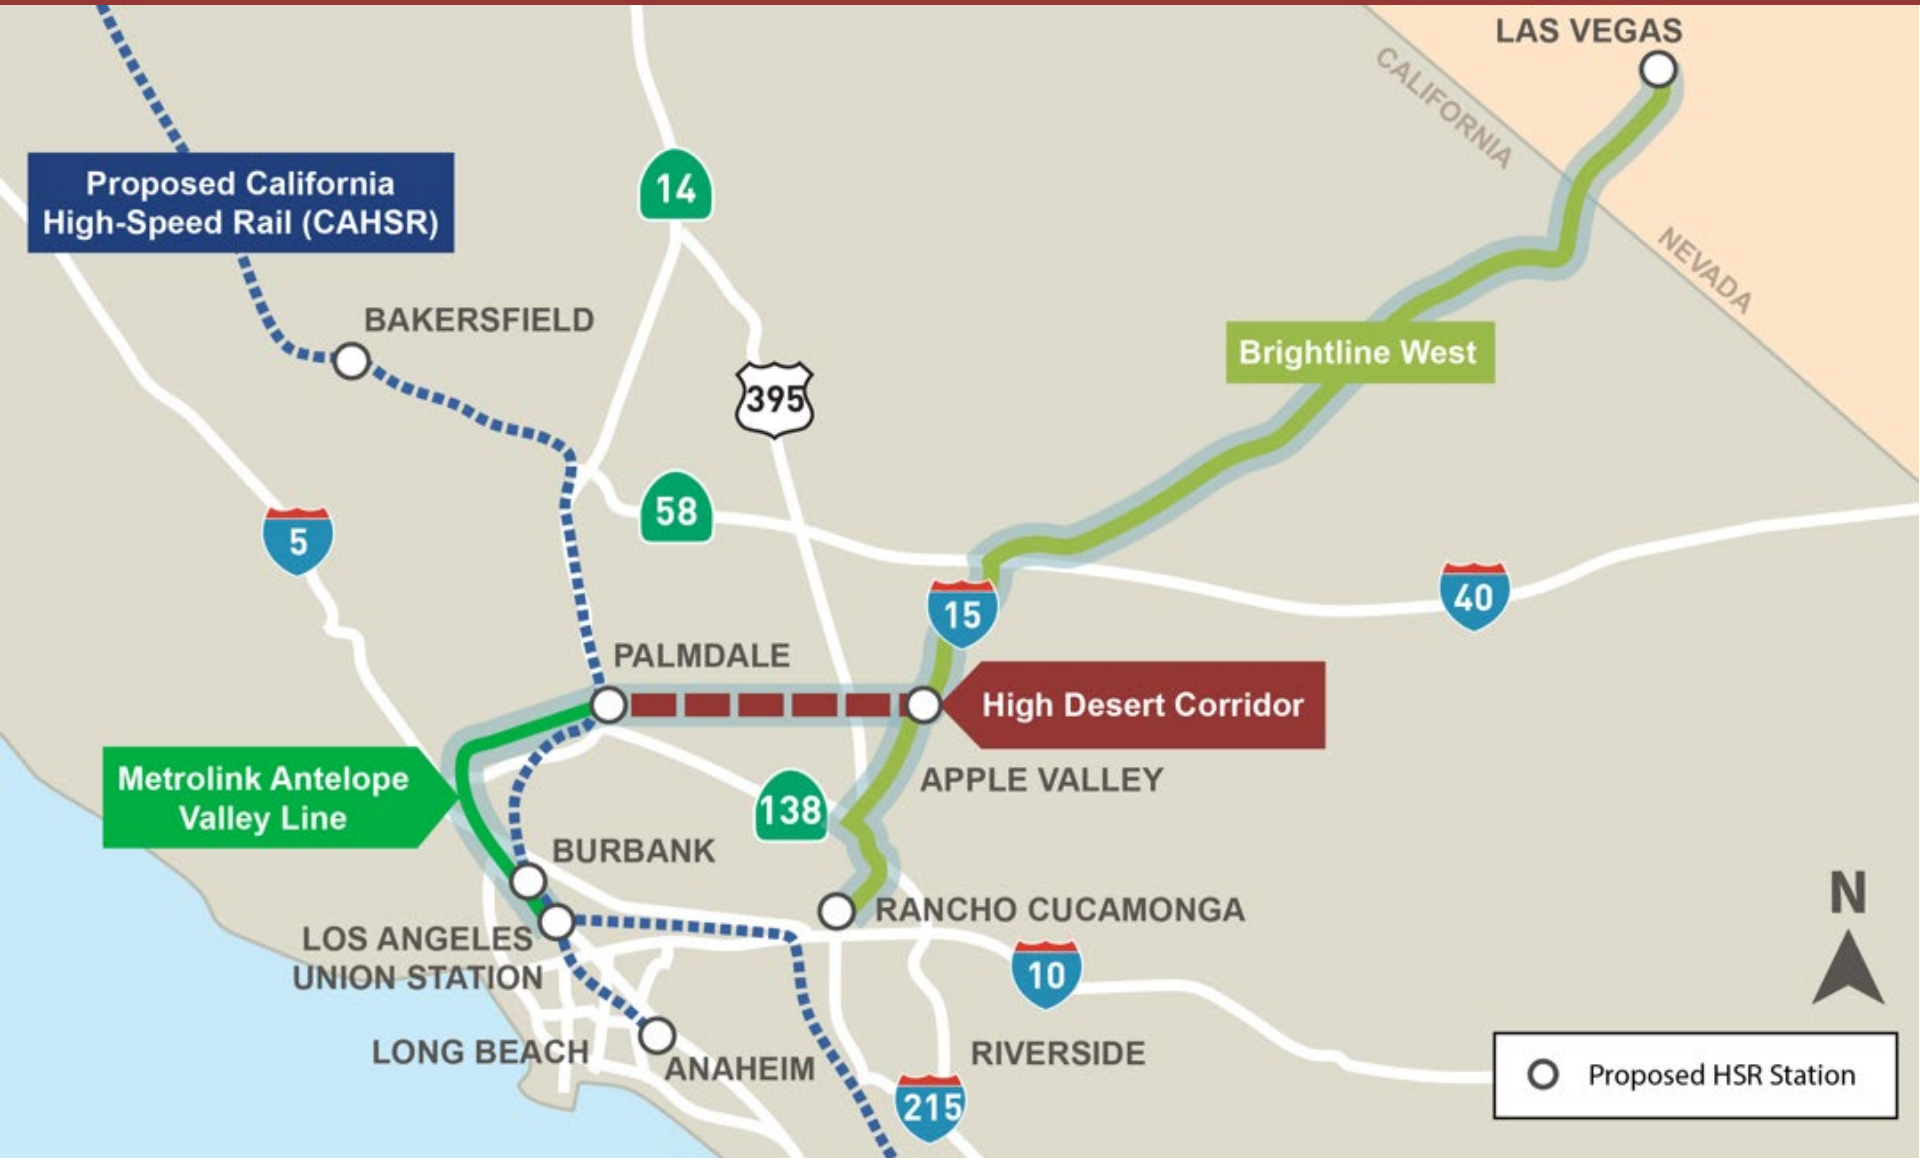 LAS VEGAS
CALIFORNIA
NEVADA
Proposed California
High-Speed Rail (CAHSR)
14
BAKERSFIELD
395
Brightline West
5
58
15
40
PALMDALE
High Desert Corridor
Metrolink Antelope
Valley Line
APPLE VALLEY
138
BURBANK
RANCHO CUCAMONGA
LOS ANGELES
UNION STATION
10
N
LONG BEACH
ANAHEIM
RIVERSIDE
215
Proposed HSR Station